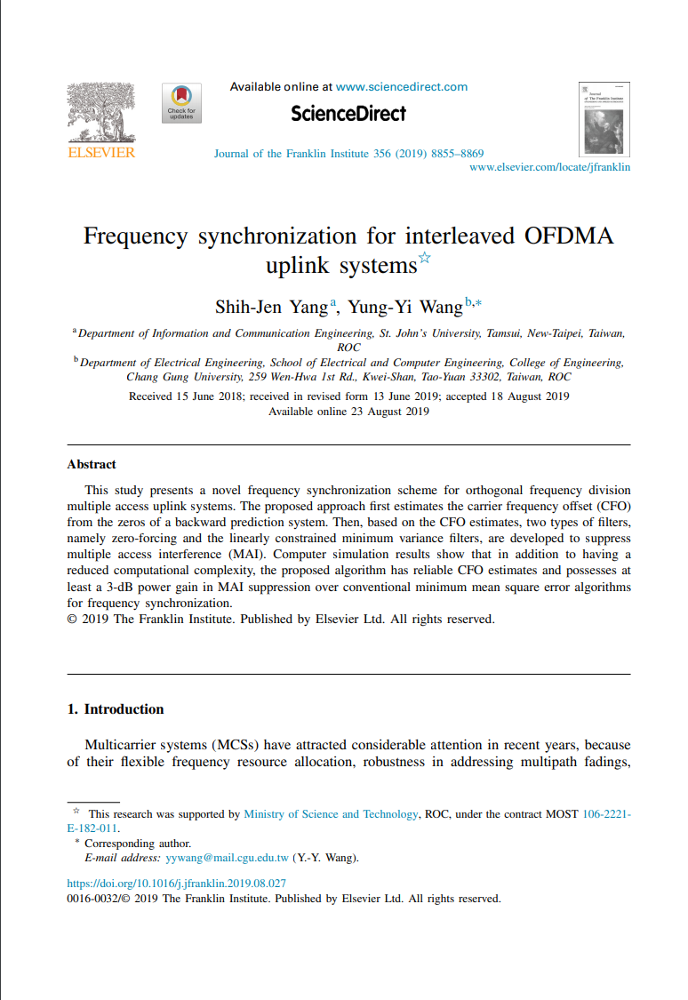 Available online at www.sciencedirect.com
Check for
updates
ScienceDirect
Journal
of The Franklin Institute
ELSEVIER
Journal of the Franklin Institute 356 (2019) 8855–8869
www.elsevier.com/locate/jfranklin
Frequency synchronization for interleaved OFDMA
uplink systems☆
Shih-Jen Yang a, Yung-Yi Wang b,*
a Department of Information and Communication Engineering, St. John's University, Tamsui, New-Taipei, Taiwan,
ROC
b Department of Electrical Engineering, School of Electrical and Computer Engineering, College of Engineering,
Chang Gung University, 259 Wen-Hwa 1st Rd., Kwei-Shan, Tao-Yuan 33302, Taiwan, ROC
Received 15 June 2018; received in revised form 13 June 2019; accepted 18 August 2019
Available online 23 August 2019
Abstract
This study presents a novel frequency synchronization scheme for orthogonal frequency division
multiple access uplink systems. The proposed approach first estimates the carrier frequency offset (CFO)
from the zeros of a backward prediction system. Then, based on the CFO estimates, two types of filters,
namely zero-forcing and the linearly constrained minimum variance filters, are developed to suppress
multiple access interference (MAI). Computer simulation results show that in addition to having a
reduced computational complexity, the proposed algorithm has reliable CFO estimates and possesses at
least a 3-dB power gain in MAI suppression over conventional minimum mean square error algorithms
for frequency synchronization.
© 2019 The Franklin Institute. Published by Elsevier Ltd. All rights reserved.
1. Introduction
Multicarrier systems (MCSs) have attracted considerable attention in recent years, because
of their flexible frequency resource allocation, robustness in addressing multipath fadings,
☆ This research was supported by Ministry of Science and Technology, ROC, under the contract MOST 106-2221-
E-182-011.
* Corresponding author.
E-mail address: yywang@mail.cgu.edu.tw (Y.-Y. Wang).
https://doi.org/10.1016/j.jfranklin.2019.08.027
0016-0032/© 2019 The Franklin Institute. Published by Elsevier Ltd. All rights reserved.